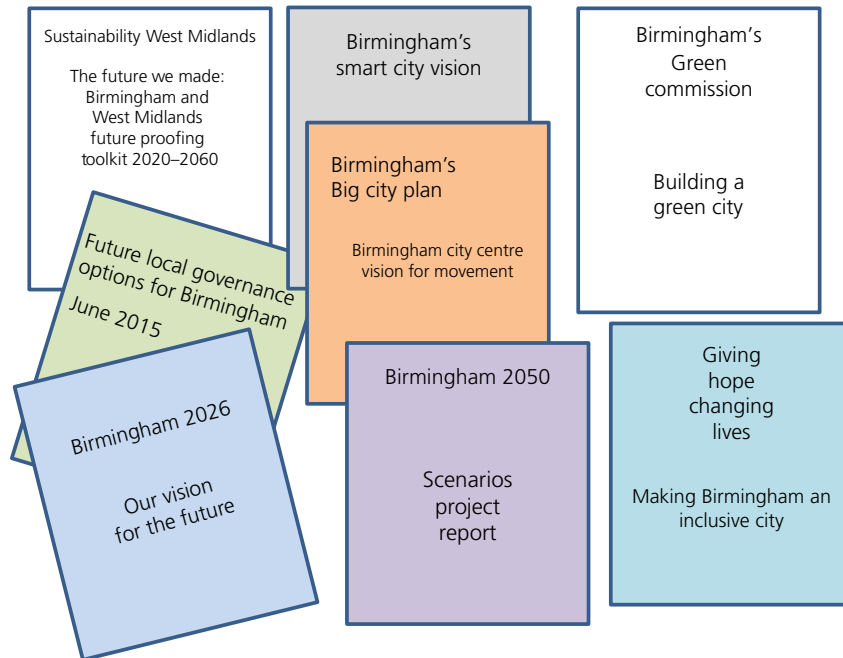 Sustainability West Midlands
The future we made:
Birmingham and
West Midlands
future proofing
toolkit 2020–2060
Birmingham’s
smart city vision
Birmingham’s
Green
commission
Building a
green city
Birmingham’s
Big city plan
Birmingham city centre
vision for movement
Future local governance
options for Birmingham
June 2015
Birmingham 2026
Our vision
for the future
Birmingham 2050
Scenarios
project
report
Giving
hope
changing
lives
Making Birmingham an
inclusive city